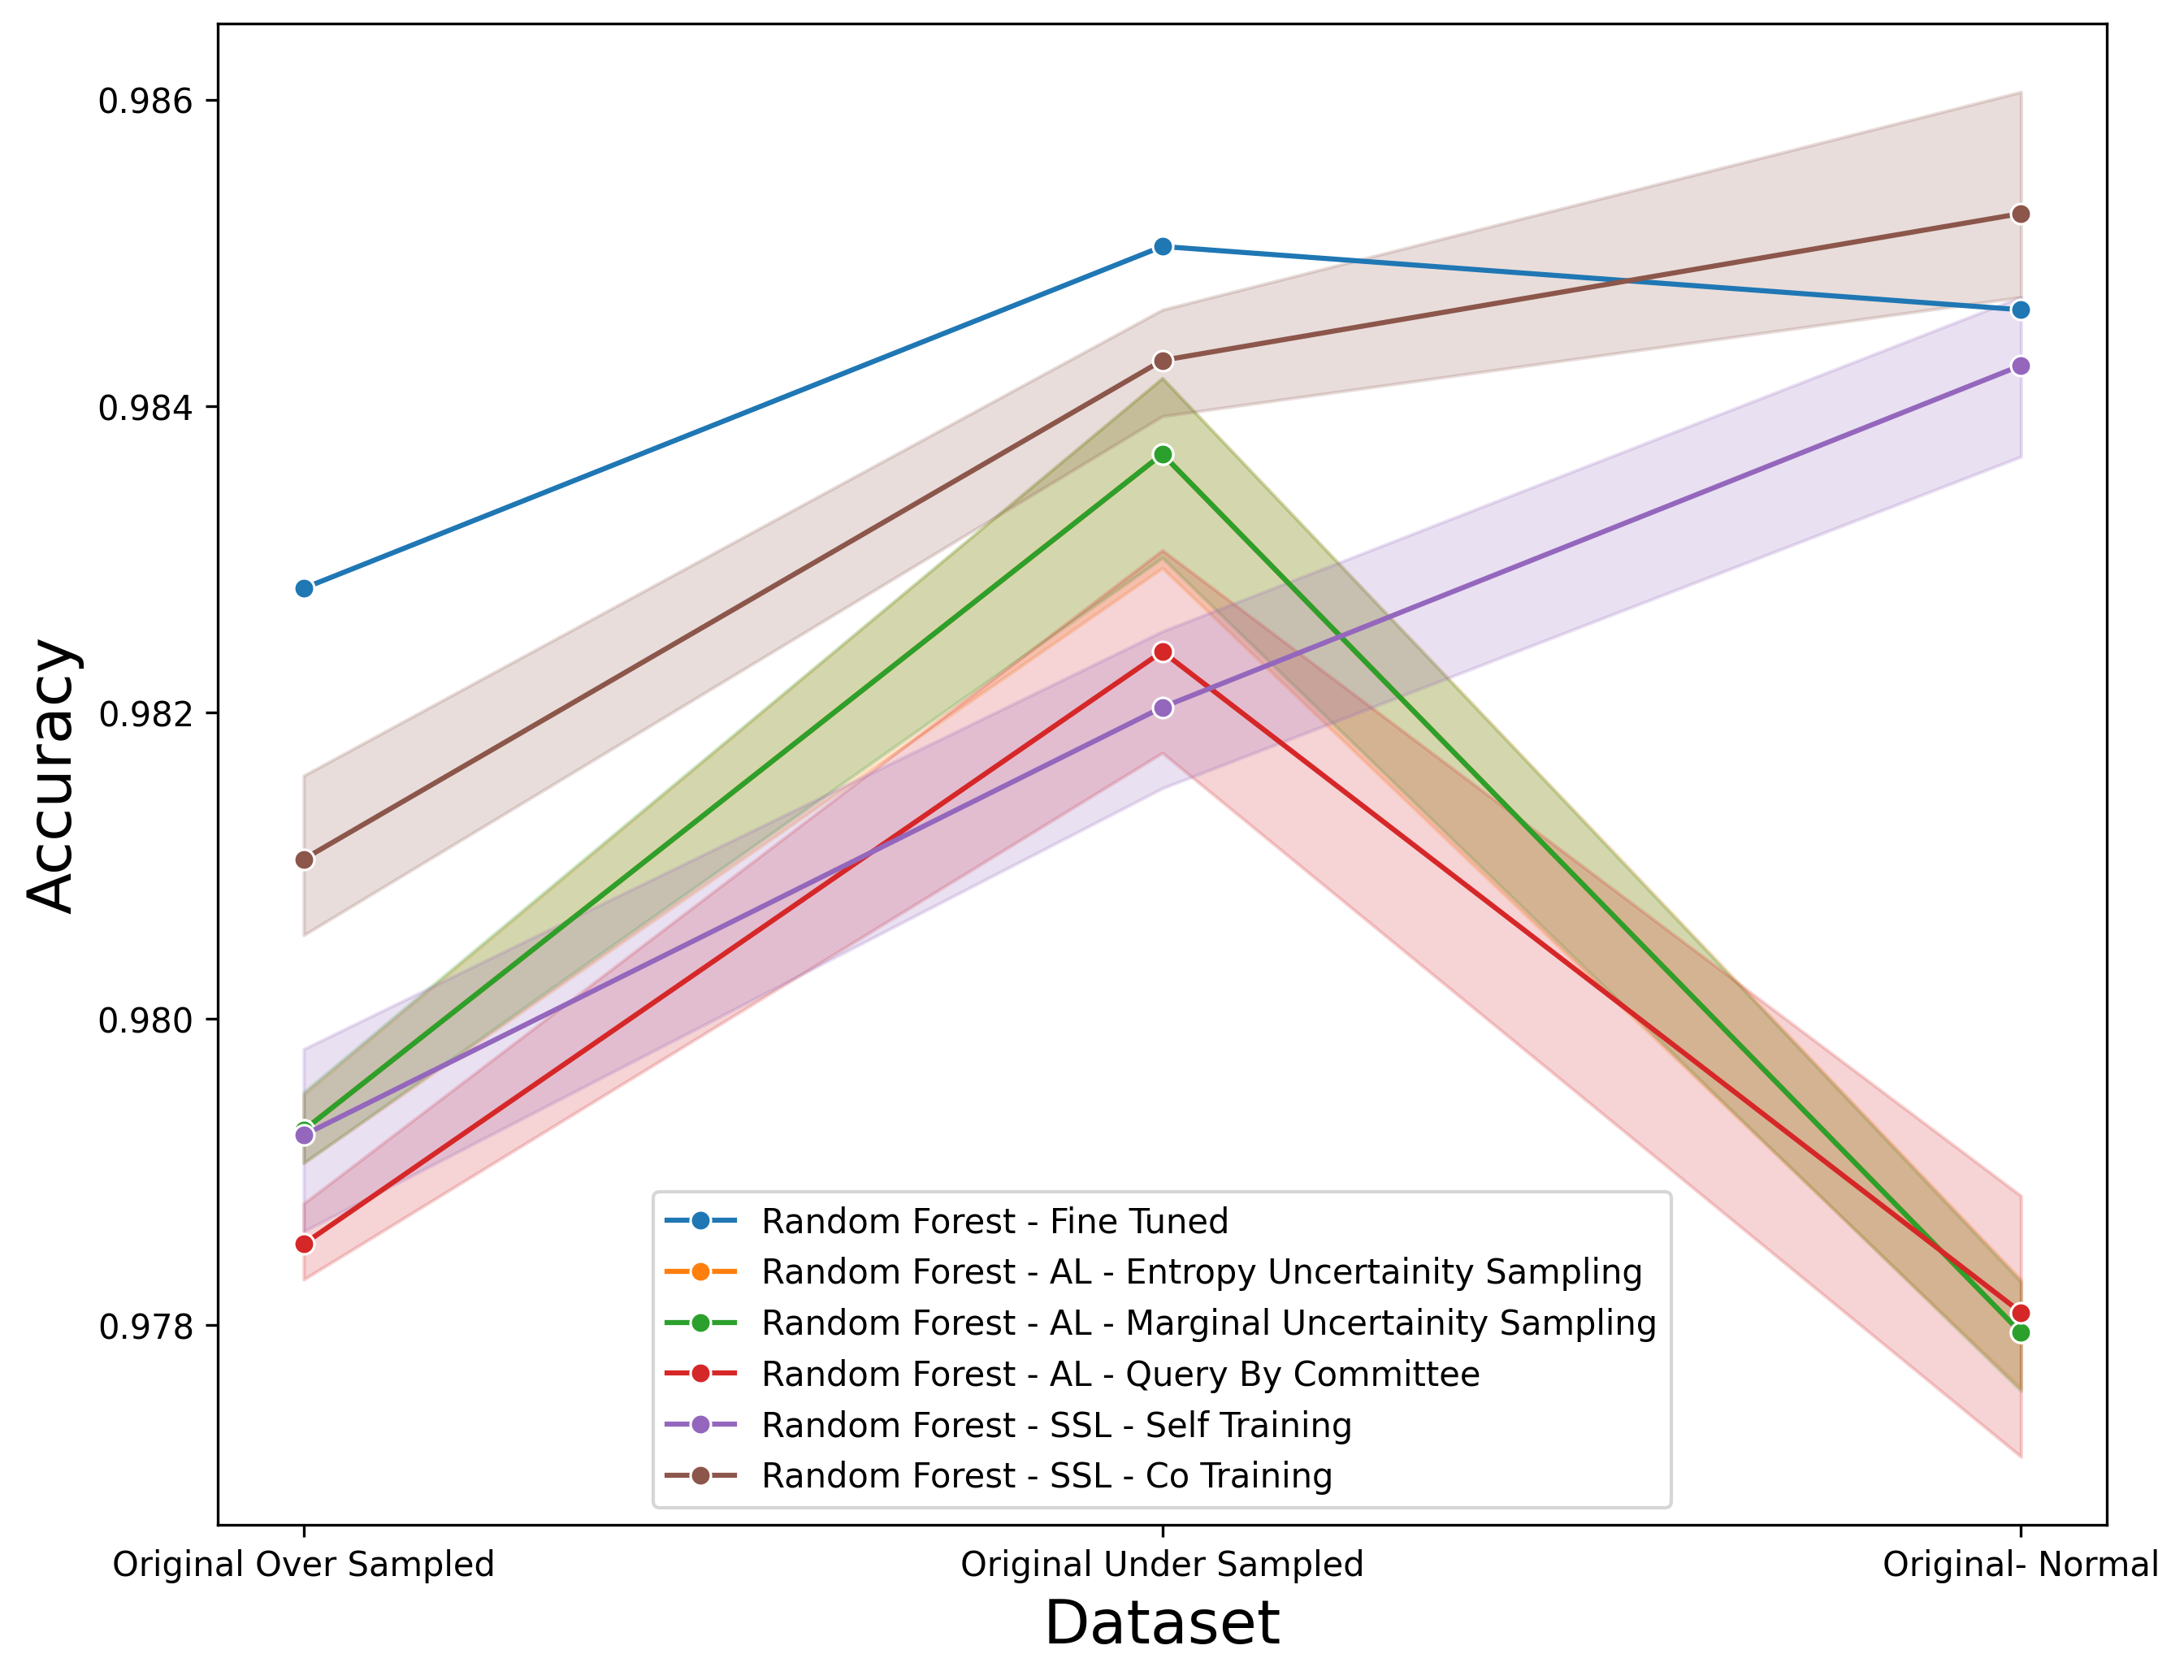 0.986
0.984
0.982
0.980
0.978
Accuracy
Random Forest - Fine Tuned
Random Forest - AL - Entropy Uncertainity Sampling
Random Forest - AL - Marginal Uncertainity Sampling
Random Forest - AL - Query By Committee
Random Forest - SSL - Self Training
Random Forest - SSL - Co Training
Original Over Sampled
Original Under Sampled
Original- Normal
Dataset